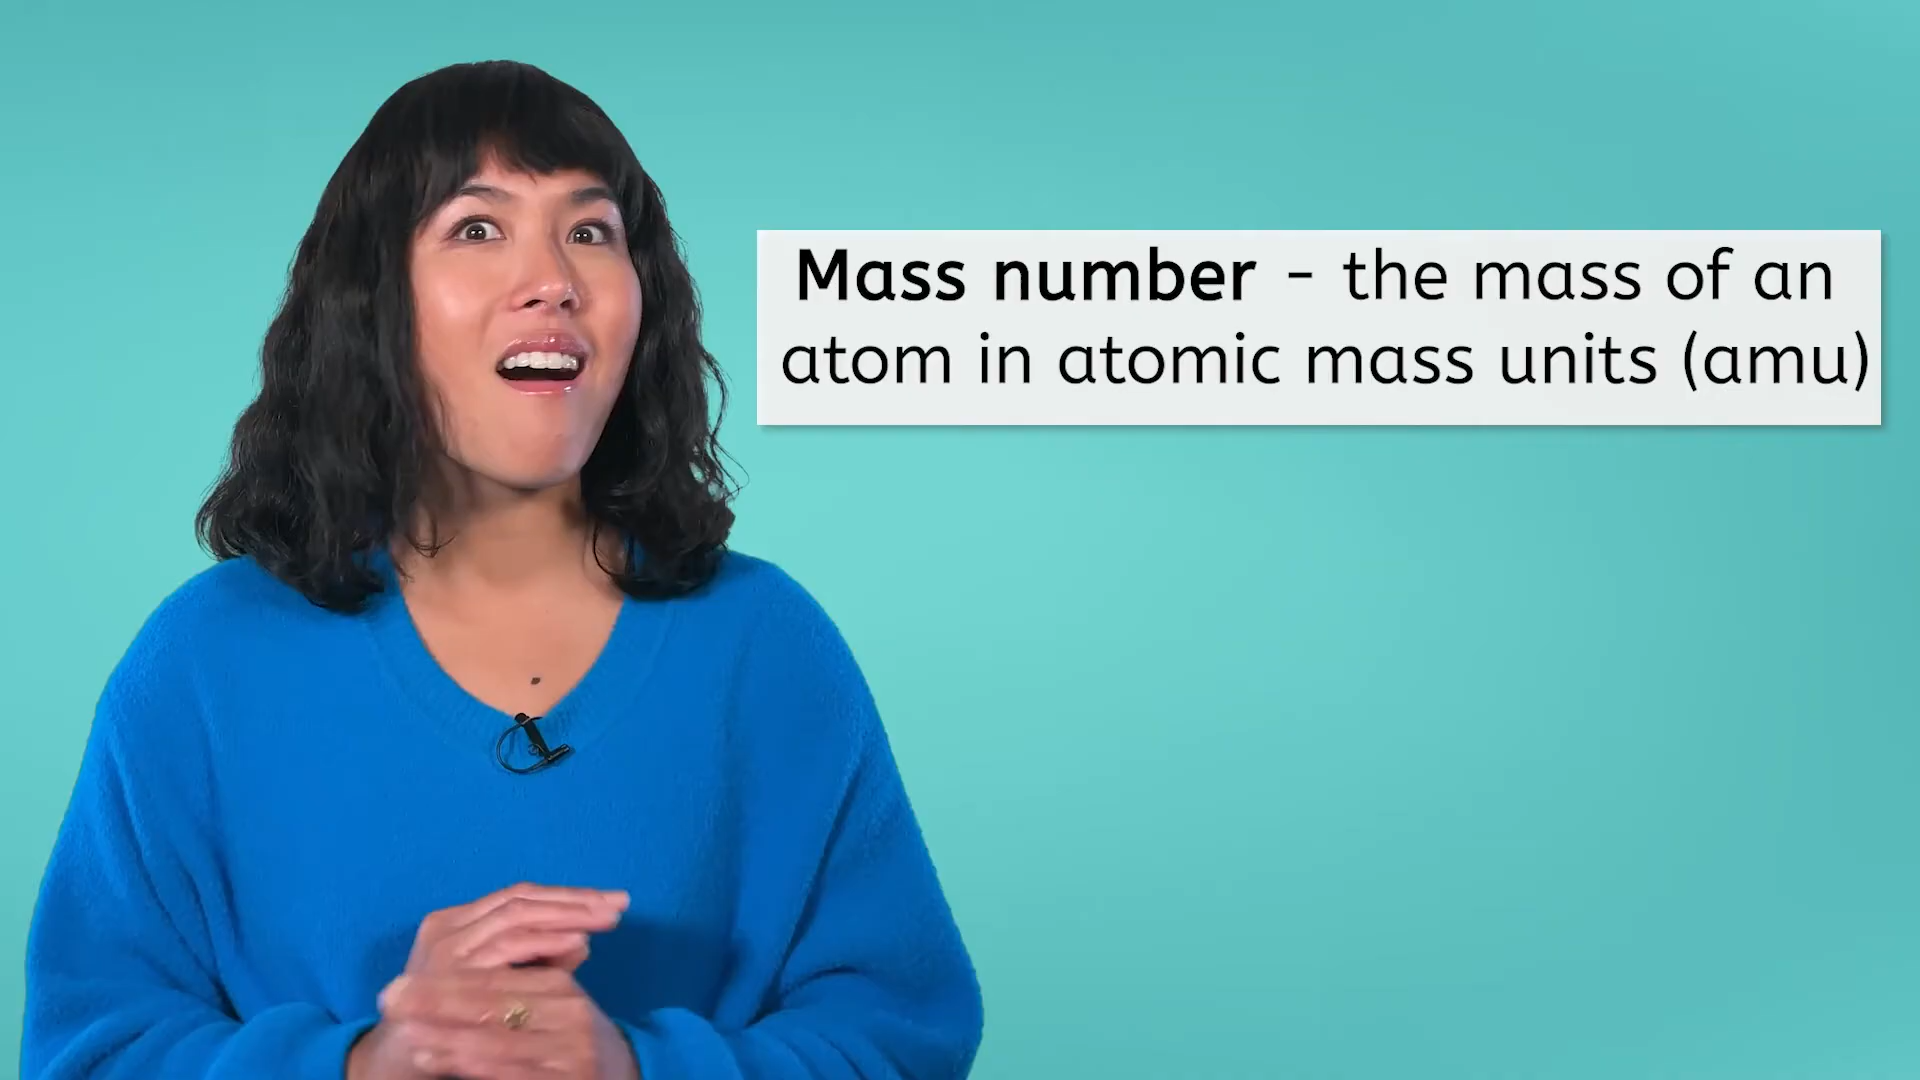 Mass number - the mass of an
atom in atomic mass units (amu)